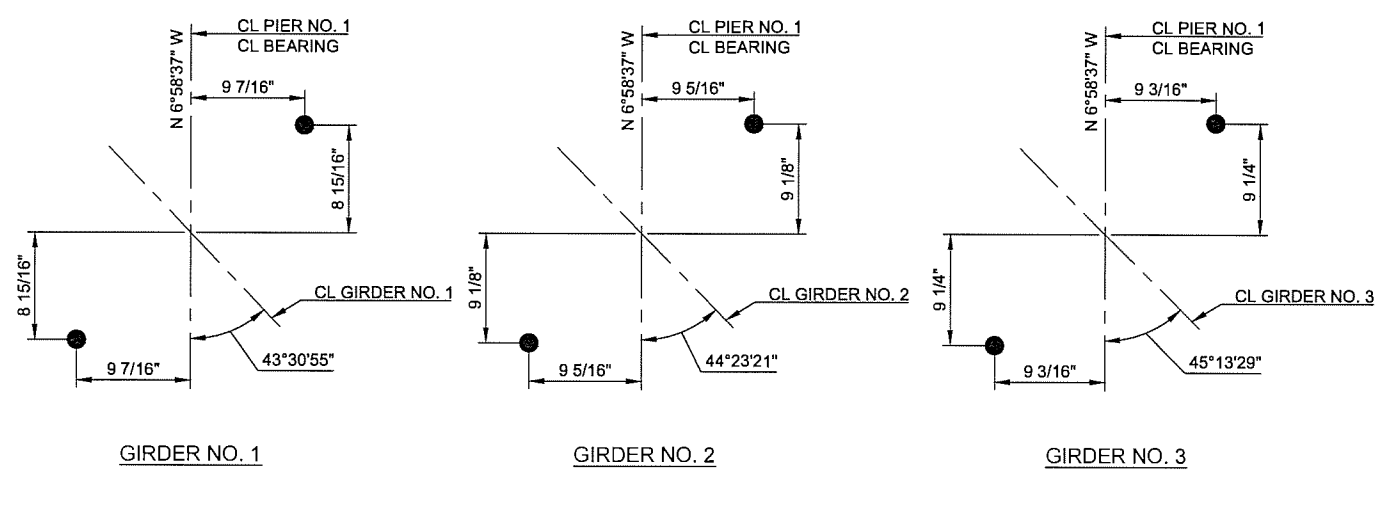 CL PIER NO. 1
CL BEARING
N 6°58'37" W
9 7/16"
8 15/16"
8 15/16"
CL GIRDER NO. 1
43°30'55"
9 7/16"
GIRDER NO. 1
CL PIER NO. 1
CL BEARING
N 6°58'37" W
9 5/16"
9 1/8"
9 1/8"
CL GIRDER NO. 2
44°23'21"
9 5/16"
GIRDER NO. 2
CL PIER NO. 1
CL BEARING
N 6°58'37" W
9 3/16"
9 1/4"
9 1/4"
CL GIRDER NO. 3
45°13'29"
9 3/16"
GIRDER NO. 3